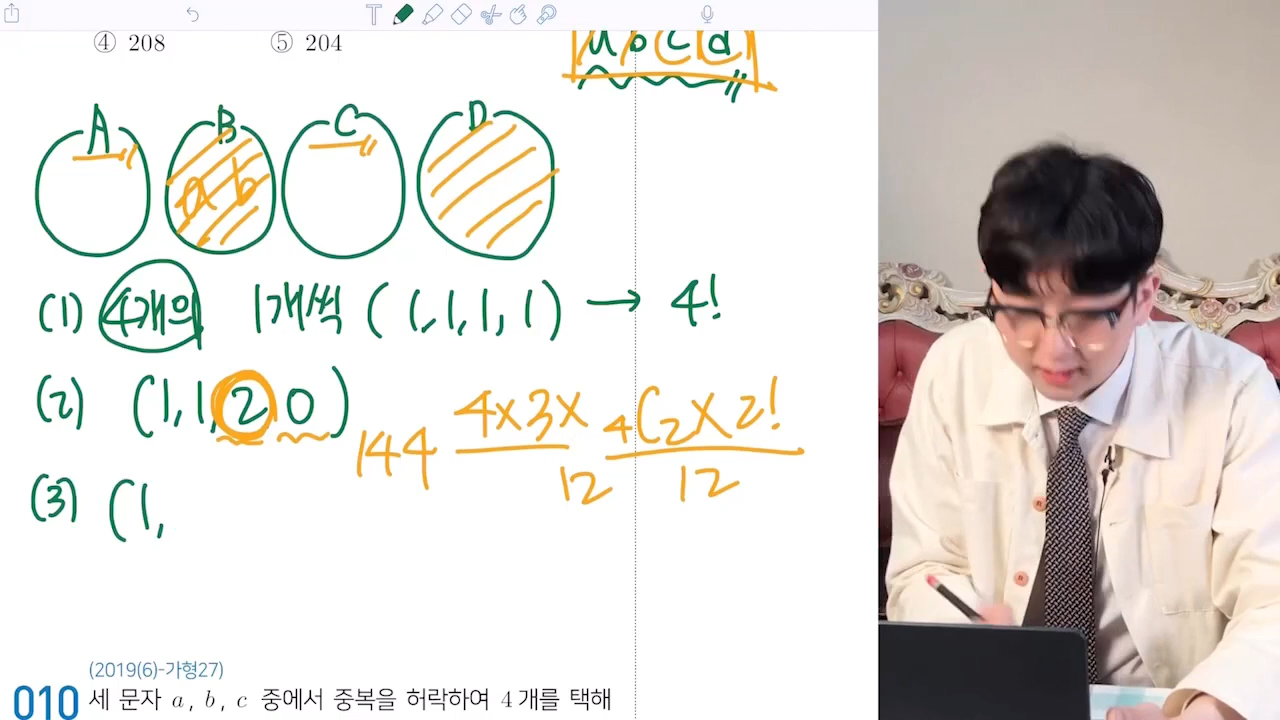 ④ 208 ⑤ 204
a b c d
A B C D
a b
(1) 4개의 1개씩 (1, 1, 1, 1) → 4!
(2) (1, 1, 2, 0) 144 4×3× ₄C₂×2!
12 12
(3) (1,
(2019(6)-가형27)
010 세 문자 a, b, c 중에서 중복을 허락하여 4개를 택해